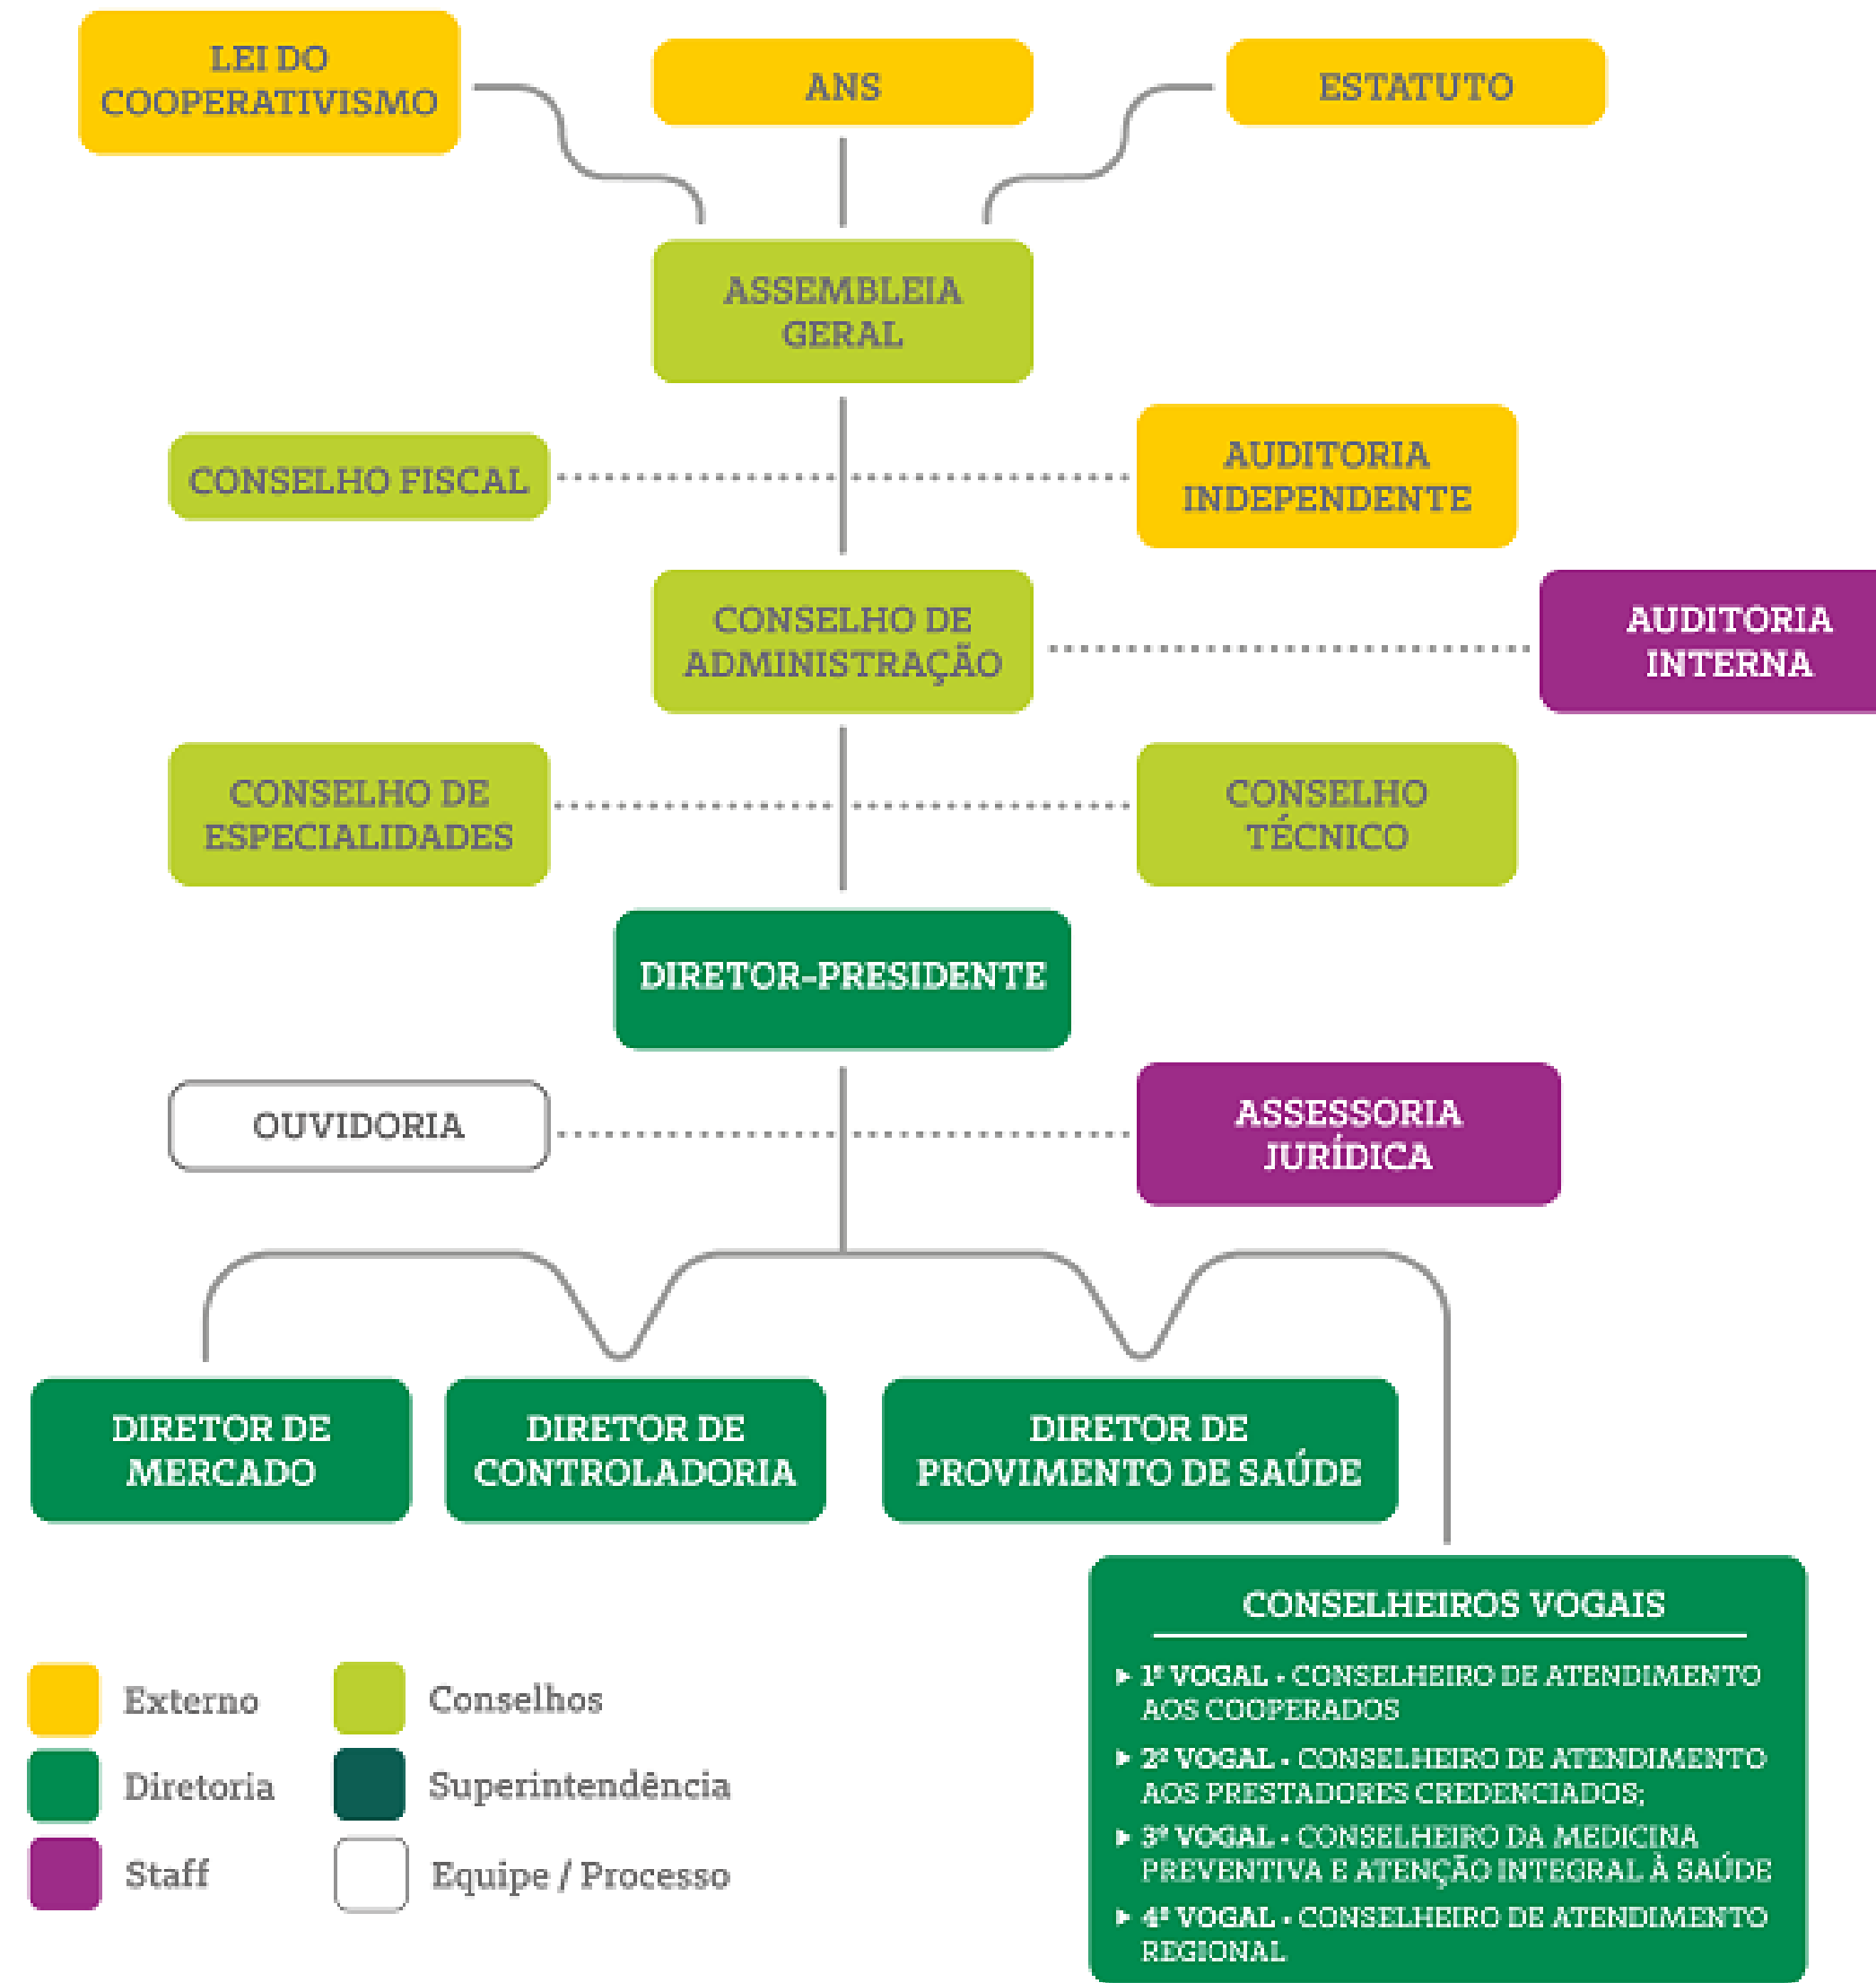 LEI DO
COOPERATIVISMO
ANS
ESTATUTO
ASSEMBLEIA
GERAL
CONSELHO FISCAL
AUDITORIA
INDEPENDENTE
CONSELHO DE
ADMINISTRAÇÃO
AUDITORIA
INTERNA
CONSELHO DE
ESPECIALIDADES
CONSELHO
TÉCNICO
DIRETOR-PRESIDENTE
OUVIDORIA
ASSESSORIA
JURÍDICA
DIRETOR DE
MERCADO
DIRETOR DE
CONTROLADORIA
DIRETOR DE
PROVIMENTO DE SAÚDE
CONSELHEIROS VOGAIS
1º VOGAL - CONSELHEIRO DE ATENDIMENTO
AOS COOPERADOS
2º VOGAL - CONSELHEIRO DE ATENDIMENTO
AOS PRESTADORES CREDENCIADOS;
3º VOGAL - CONSELHEIRO DA MEDICINA
PREVENTIVA E ATENÇÃO INTEGRAL À SAÚDE
4º VOGAL - CONSELHEIRO DE ATENDIMENTO
REGIONAL
Externo
Conselhos
Diretoria
Superintendência
Staff
Equipe / Processo